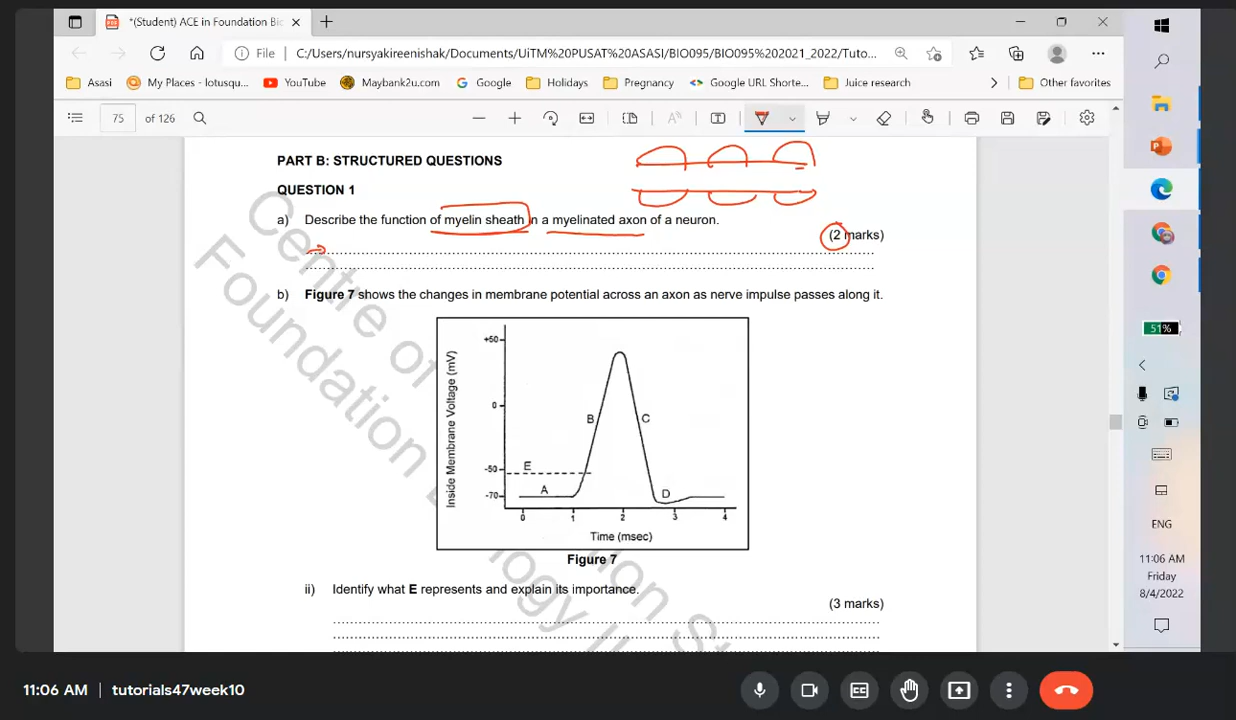 *(Student) ACE in Foundation Bi
File
C:/Users/nursyakireenishak/Documents/UiTM%20PUSAT%20ASASI/BIO095/BIO095%202021_2022/Tuto...
Asasi
My Places - lotusqu...
YouTube
Maybank2u.com
Google
Holidays
Pregnancy
Google URL Shorte...
Juice research
Other favorites
75 of 126
PART B: STRUCTURED QUESTIONS
QUESTION 1
a) Describe the function of myelin sheath in a myelinated axon of a neuron.
(2 marks)
b) Figure 7 shows the changes in membrane potential across an axon as nerve impulse passes along it.
Inside Membrane Voltage (mV)
+50
0
-50
-70
A
B
C
D
E
0 1 2 3 4
Time (msec)
Figure 7
ii) Identify what E represents and explain its importance.
(3 marks)
Centre of
Foundation
51%
ENG
11:06 AM
Friday
8/4/2022
11:06 AM | tutorials47week10